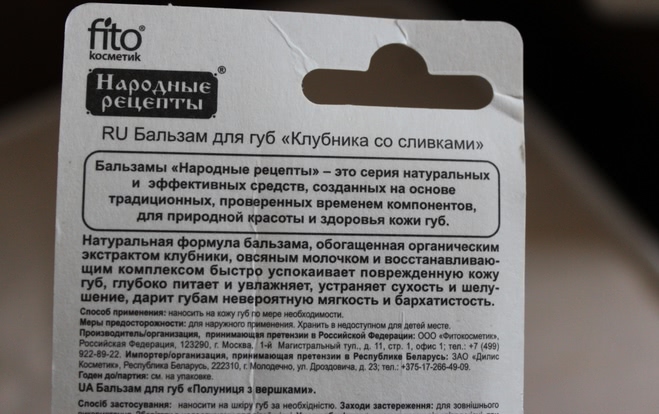 fito®
косметик
НАРОДНЫЕ ®
РЕЦЕПТЫ
RU Бальзам для губ «Клубника со сливками»
Бальзамы «Народные рецепты» – это серия натуральных
и эффективных средств, созданных на основе
традиционных, проверенных временем компонентов,
для природной красоты и здоровья кожи губ.
Натуральная формула бальзама, обогащенная органическим
экстрактом клубники, овсяным молочком и восстанавливаю-
щим комплексом быстро успокаивает поврежденную кожу
губ, глубоко питает и увлажняет, устраняет сухость и шелу-
шение, дарит губам невероятную мягкость и бархатистость.
Способ применения: наносить на кожу губ по мере необходимости.
Меры предосторожности: для наружного применения. Хранить в недоступном для детей месте.
Производитель/организация, принимающая претензии в Российской Федерации: ООО «Фитокосметик»,
Российская Федерация, 123290, г. Москва, 1-й Магистральный туп., д. 11, стр. 1, офис 1; тел.: +7 (499)
922-89-22. Импортер/организация, принимающая претензии в Республике Беларусь: ЗАО «Дилис
Косметик», Республика Беларусь, 222310, г. Молодечно, ул. Дроздовича, д. 23; тел.: +375-17-266-49-09.
Годен до/партия: см. на упаковке.
UA Бальзам для губ «Полуниця з вершками».
Спосіб застосування: наносити на шкіру губ за необхідністю. Заходи застереження: для зовнішнього